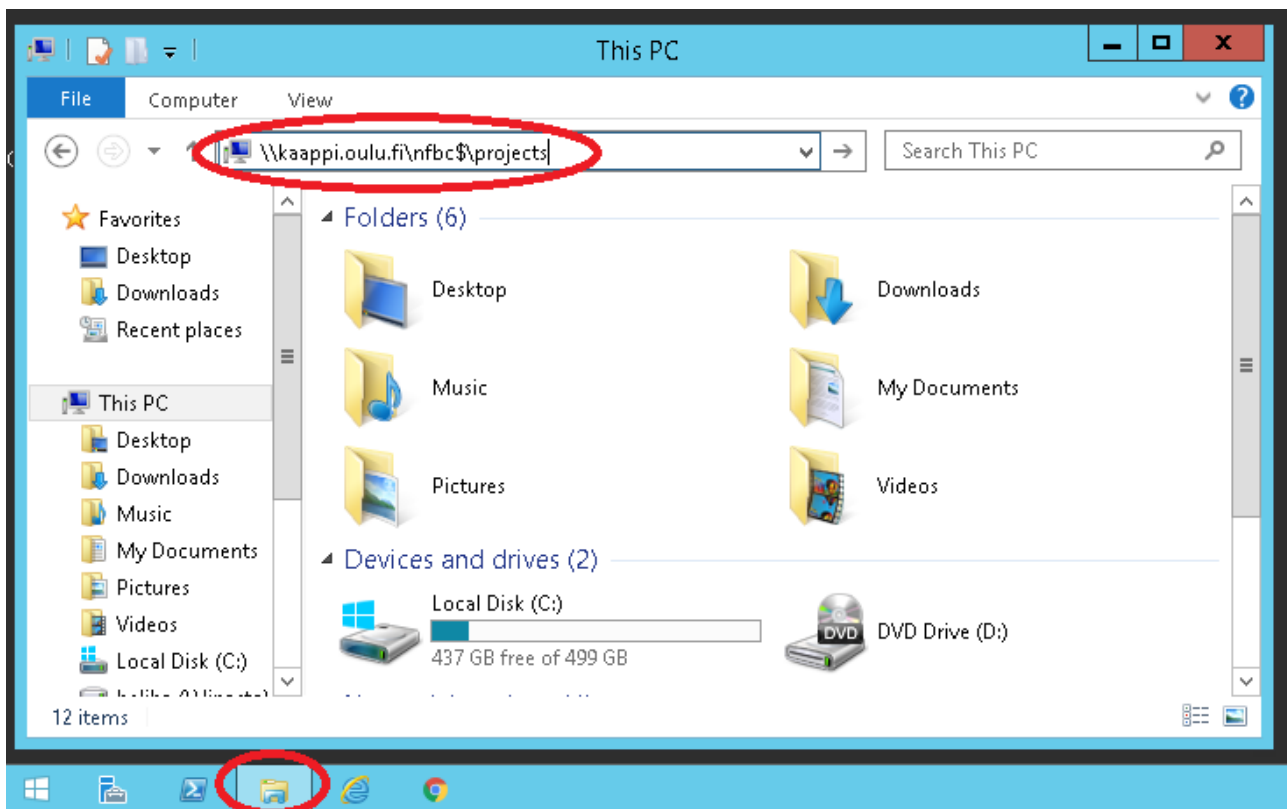 This PC
File Computer View
\\kaappi.oulu.fi\nfbc$\projects
Search This PC
Favorites
Desktop
Downloads
Recent places
This PC
Desktop
Downloads
Music
My Documents
Pictures
Videos
Local Disk (C:)
Folders (6)
Desktop
Downloads
Music
My Documents
Pictures
Videos
Devices and drives (2)
Local Disk (C:)
437 GB free of 499 GB
DVD
DVD Drive (D:)
12 items